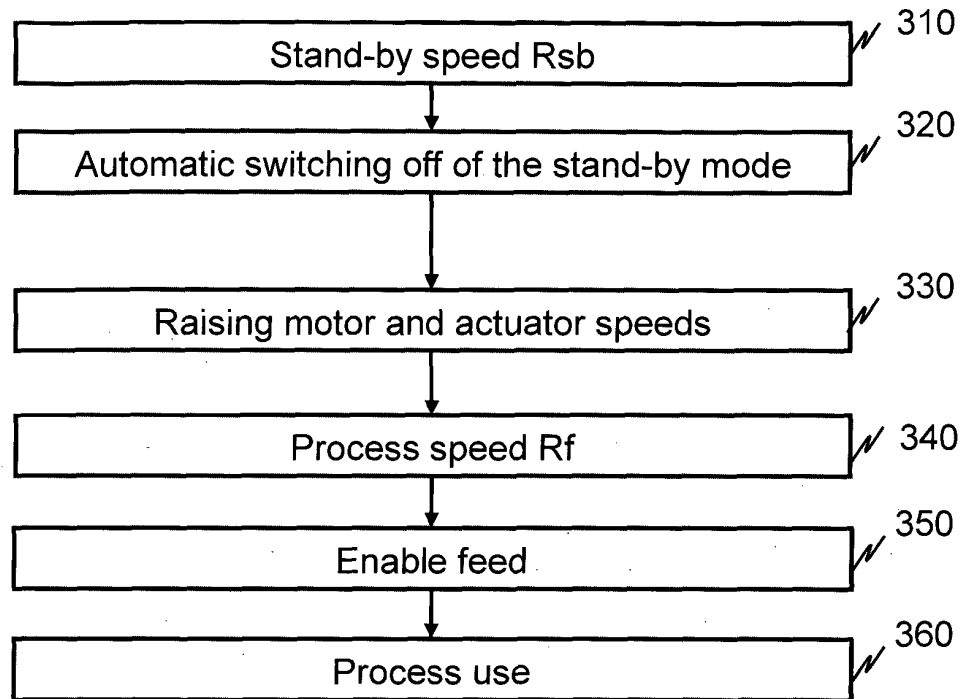 310
Stand-by speed Rsb
320
Automatic switching off of the stand-by mode
330
Raising motor and actuator speeds
340
Process speed Rf
350
Enable feed
360
Process use